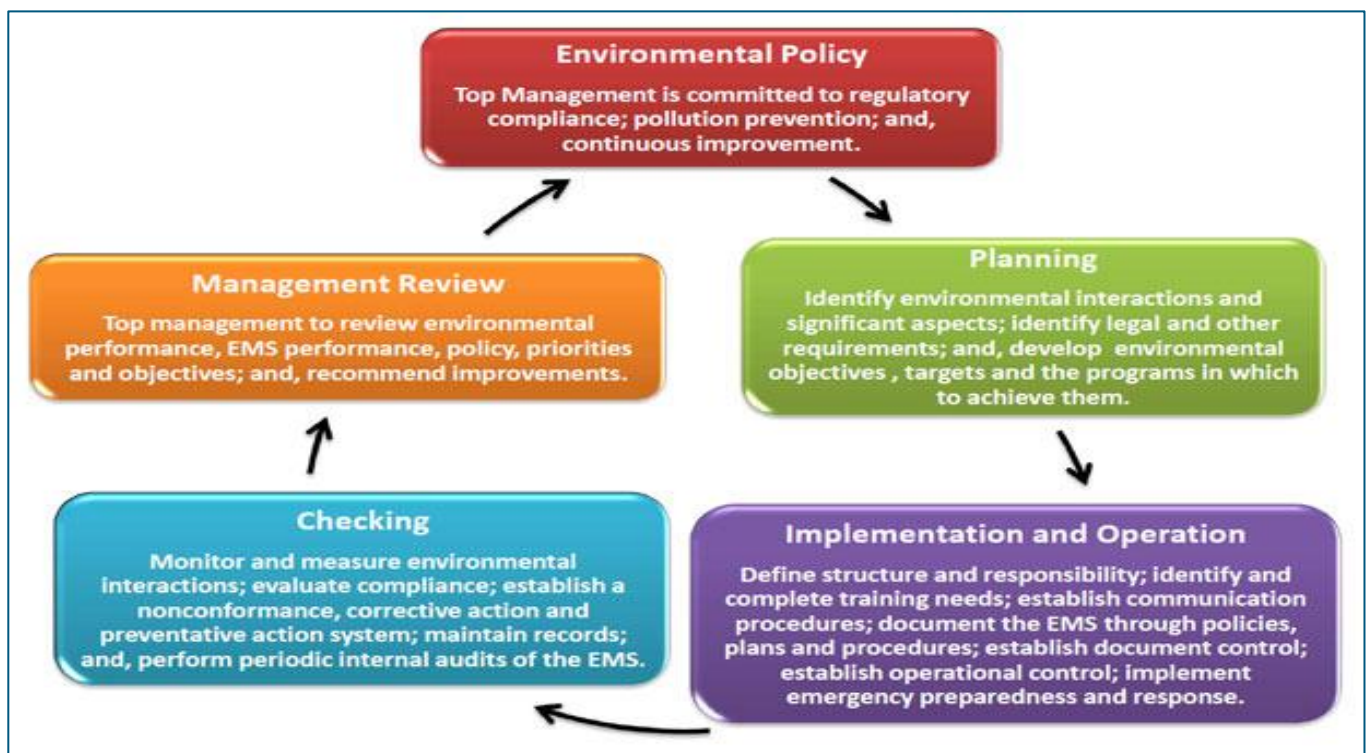 Environmental Policy
Top Management is committed to regulatory
compliance; pollution prevention; and,
continuous improvement.
Planning
Identify environmental interactions and
significant aspects; identify legal and other
requirements; and, develop  environmental
objectives , targets and the programs in which
to achieve them.
Implementation and Operation
Define structure and responsibility; identify and
complete training needs; establish communication
procedures; document the EMS through policies,
plans and procedures; establish document control;
establish operational control; implement
emergency preparedness and response.
Checking
Monitor and measure environmental
interactions; evaluate compliance; establish a
nonconformance, corrective action and
preventative action system; maintain records;
and, perform periodic internal audits of the EMS.
Management Review
Top management to review environmental
performance, EMS performance, policy, priorities
and objectives; and, recommend improvements.